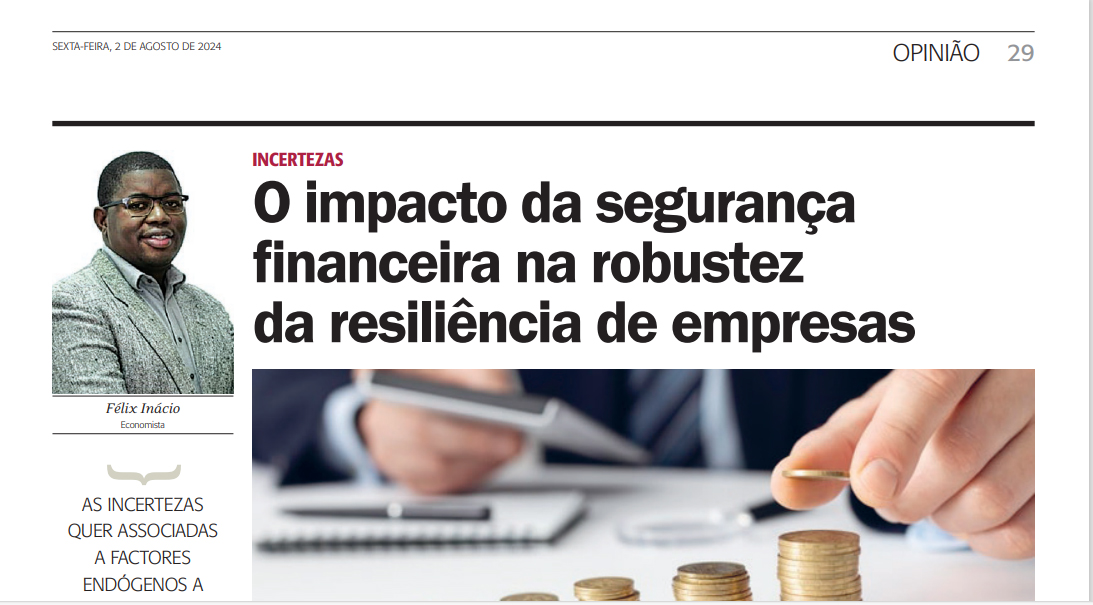 SEXTA-FEIRA, 2 DE AGOSTO DE 2024
OPINIÃO 29
INCERTEZAS
O impacto da segurança
financeira na robustez
da resiliência de empresas
Félix Inácio
Economista
AS INCERTEZAS
QUER ASSOCIADAS
A FACTORES
ENDÓGENOS A